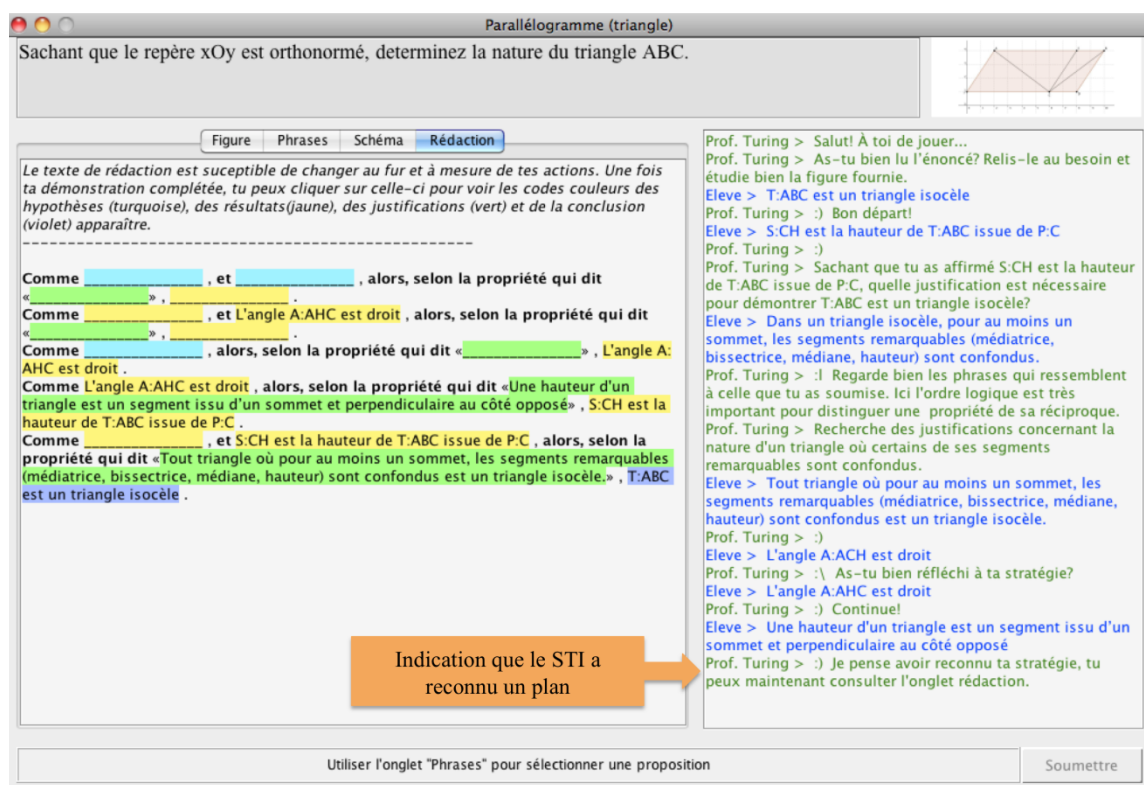 Parallélogramme (triangle)
Sachant que le repère xOy est orthonormé, determinez la nature du triangle ABC.
Figure Phrases Schéma Rédaction
Le texte de rédaction est suceptible de changer au fur et à mesure de tes actions. Une fois
ta démonstration complétée, tu peux cliquer sur celle-ci pour voir les codes couleurs des
hypothèses (turquoise), des résultats(jaune), des justifications (vert) et de la conclusion
(violet) apparaître.
--------------------------------------------------
Comme ________________ , et ________________ , alors, selon la propriété qui dit
«________________» , ________________ .
Comme ________________ , et L'angle A:AHC est droit , alors, selon la propriété qui dit
«________________» , ________________ .
Comme ________________ , alors, selon la propriété qui dit «________________» , L'angle A:
AHC est droit .
Comme L'angle A:AHC est droit , alors, selon la propriété qui dit «Une hauteur d'un
triangle est un segment issu d'un sommet et perpendiculaire au côté opposé» , S:CH est la
hauteur de T:ABC issue de P:C .
Comme ________________ , et S:CH est la hauteur de T:ABC issue de P:C , alors, selon la
propriété qui dit «Tout triangle où pour au moins un sommet, les segments remarquables
(médiatrice, bissectrice, médiane, hauteur) sont confondus est un triangle isocèle.» , T:ABC
est un triangle isocèle .
Prof. Turing > Salut! À toi de jouer...
Prof. Turing > As-tu bien lu l'énoncé? Relis-le au besoin et
étudie bien la figure fournie.
Eleve > T:ABC est un triangle isocèle
Prof. Turing > :) Bon départ!
Eleve > S:CH est la hauteur de T:ABC issue de P:C
Prof. Turing > :)
Prof. Turing > Sachant que tu as affirmé S:CH est la hauteur
de T:ABC issue de P:C, quelle justification est nécessaire
pour démontrer T:ABC est un triangle isocèle?
Eleve > Dans un triangle isocèle, pour au moins un
sommet, les segments remarquables (médiatrice,
bissectrice, médiane, hauteur) sont confondus.
Prof. Turing > :l Regarde bien les phrases qui ressemblent
à celle que tu as soumise. Ici l'ordre logique est très
important pour distinguer une propriété de sa réciproque.
Prof. Turing > Recherche des justifications concernant la
nature d'un triangle où certains de ses segments
remarquables sont confondus.
Eleve > Tout triangle où pour au moins un sommet, les
segments remarquables (médiatrice, bissectrice, médiane,
hauteur) sont confondus est un triangle isocèle.
Prof. Turing > :)
Eleve > L'angle A:ACH est droit
Prof. Turing > :\ As-tu bien réfléchi à ta stratégie?
Eleve > L'angle A:AHC est droit
Prof. Turing > :) Continue!
Eleve > Une hauteur d'un triangle est un segment issu d'un
sommet et perpendiculaire au côté opposé
Prof. Turing > :) Je pense avoir reconnu ta stratégie, tu
peux maintenant consulter l'onglet rédaction.
Indication que le STI a
reconnu un plan
Utiliser l'onglet "Phrases" pour sélectionner une proposition
Soumettre